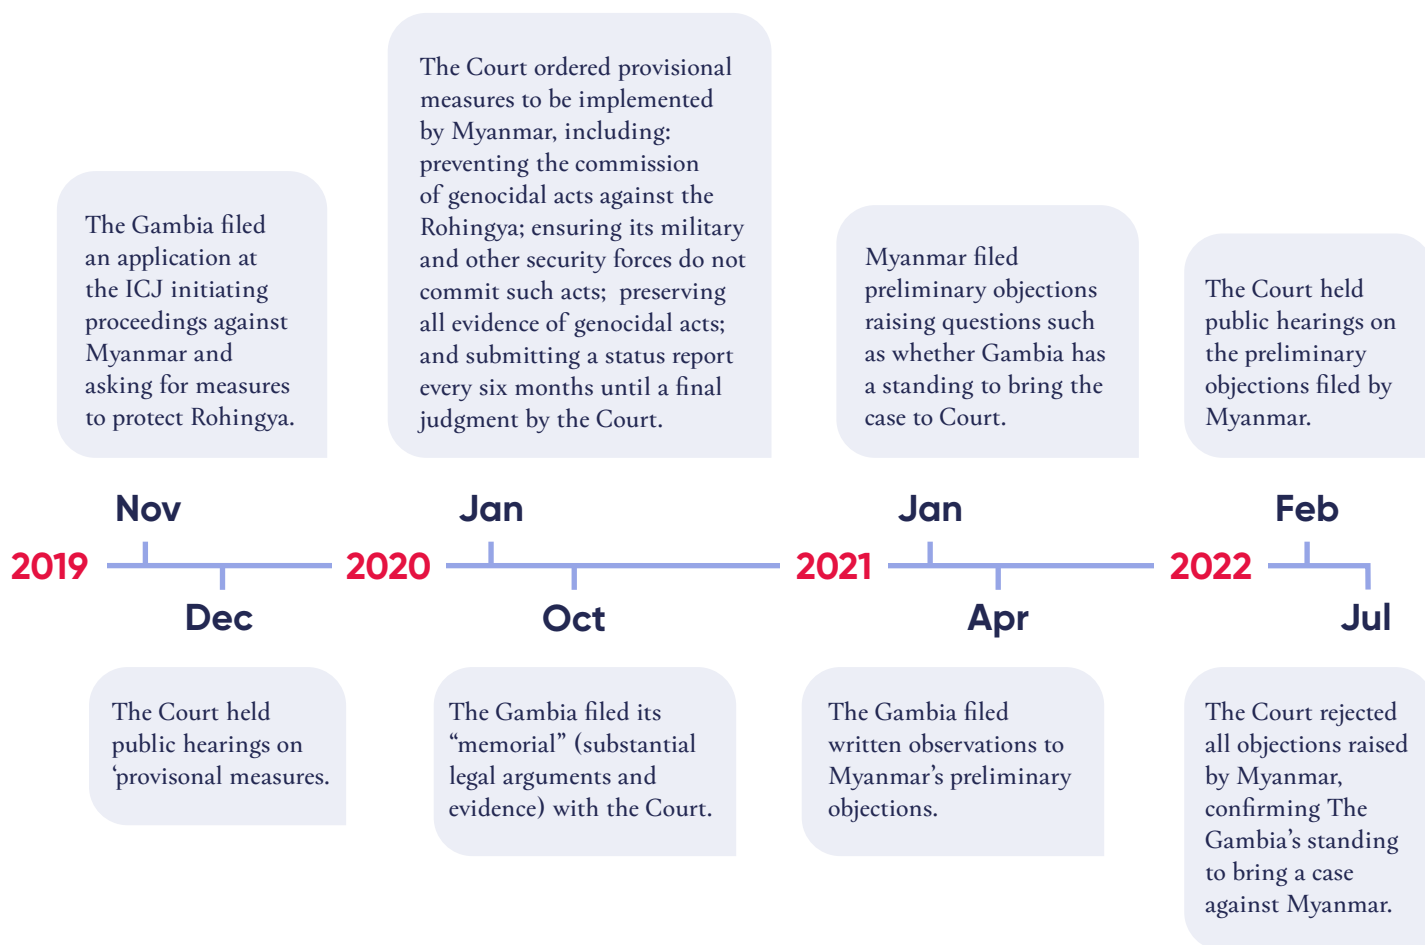 The Gambia filed
an application at
the ICJ initiating
proceedings against
Myanmar and
asking for measures
to protect Rohingya.
The Court ordered provisional
measures to be implemented
by Myanmar, including:
preventing the commission
of genocidal acts against the
Rohingya; ensuring its military
and other security forces do not
commit such acts;  preserving
all evidence of genocidal acts;
and submitting a status report
every six months until a final
judgment by the Court.
Myanmar filed
preliminary objections
raising questions such
as whether Gambia has
a standing to bring the
case to Court.
The Court held
public hearings on
the preliminary
objections filed by
Myanmar.
Nov
Jan
Jan
Feb
2019
2020
2021
2022
Dec
Oct
Apr
Jul
The Court held
public hearings on
‘provisonal measures.
The Gambia filed its
“memorial” (substantial
legal arguments and
evidence) with the Court.
The Gambia filed
written observations to
Myanmar’s preliminary
objections.
The Court rejected
all objections raised
by Myanmar,
confirming The
Gambia’s standing
to bring a case
against Myanmar.